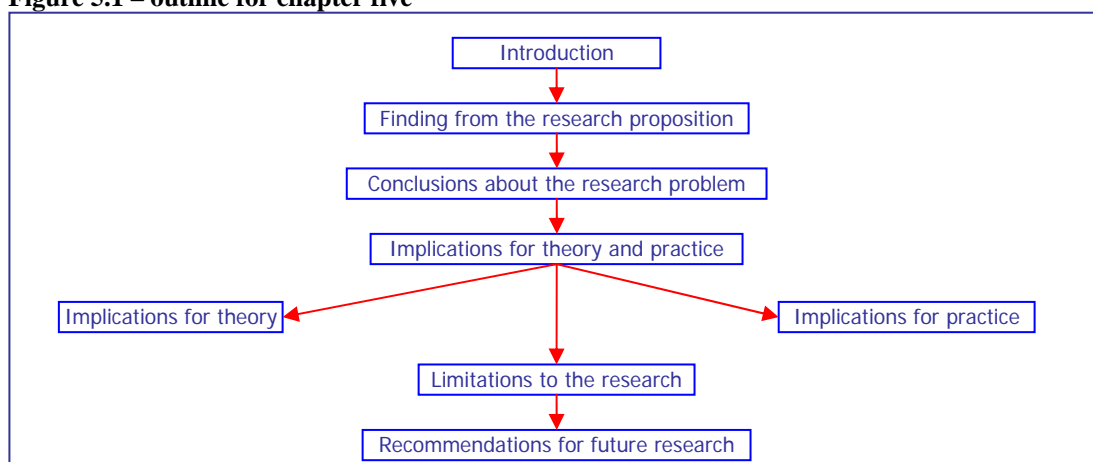 Figure 5.1 – outline for chapter five
Introduction
Finding from the research proposition
Conclusions about the research problem
Implications for theory and practice
Implications for theory
Implications for practice
Limitations to the research
Recommendations for future research